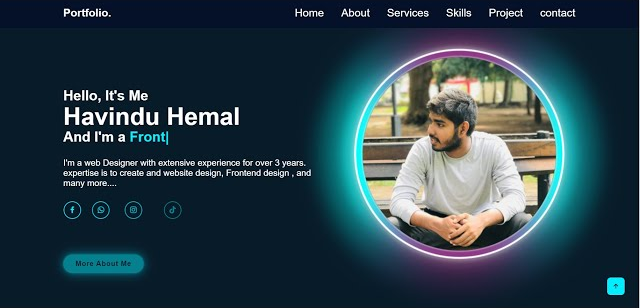 Portfolio.
Home About Services Skills Project contact
Hello, It's Me
Havindu Hemal
And I'm a Front|
I'm a web Designer with extensive experience for over 3 years.
expertise is to create and website design, Frontend design , and
many more....
More About Me